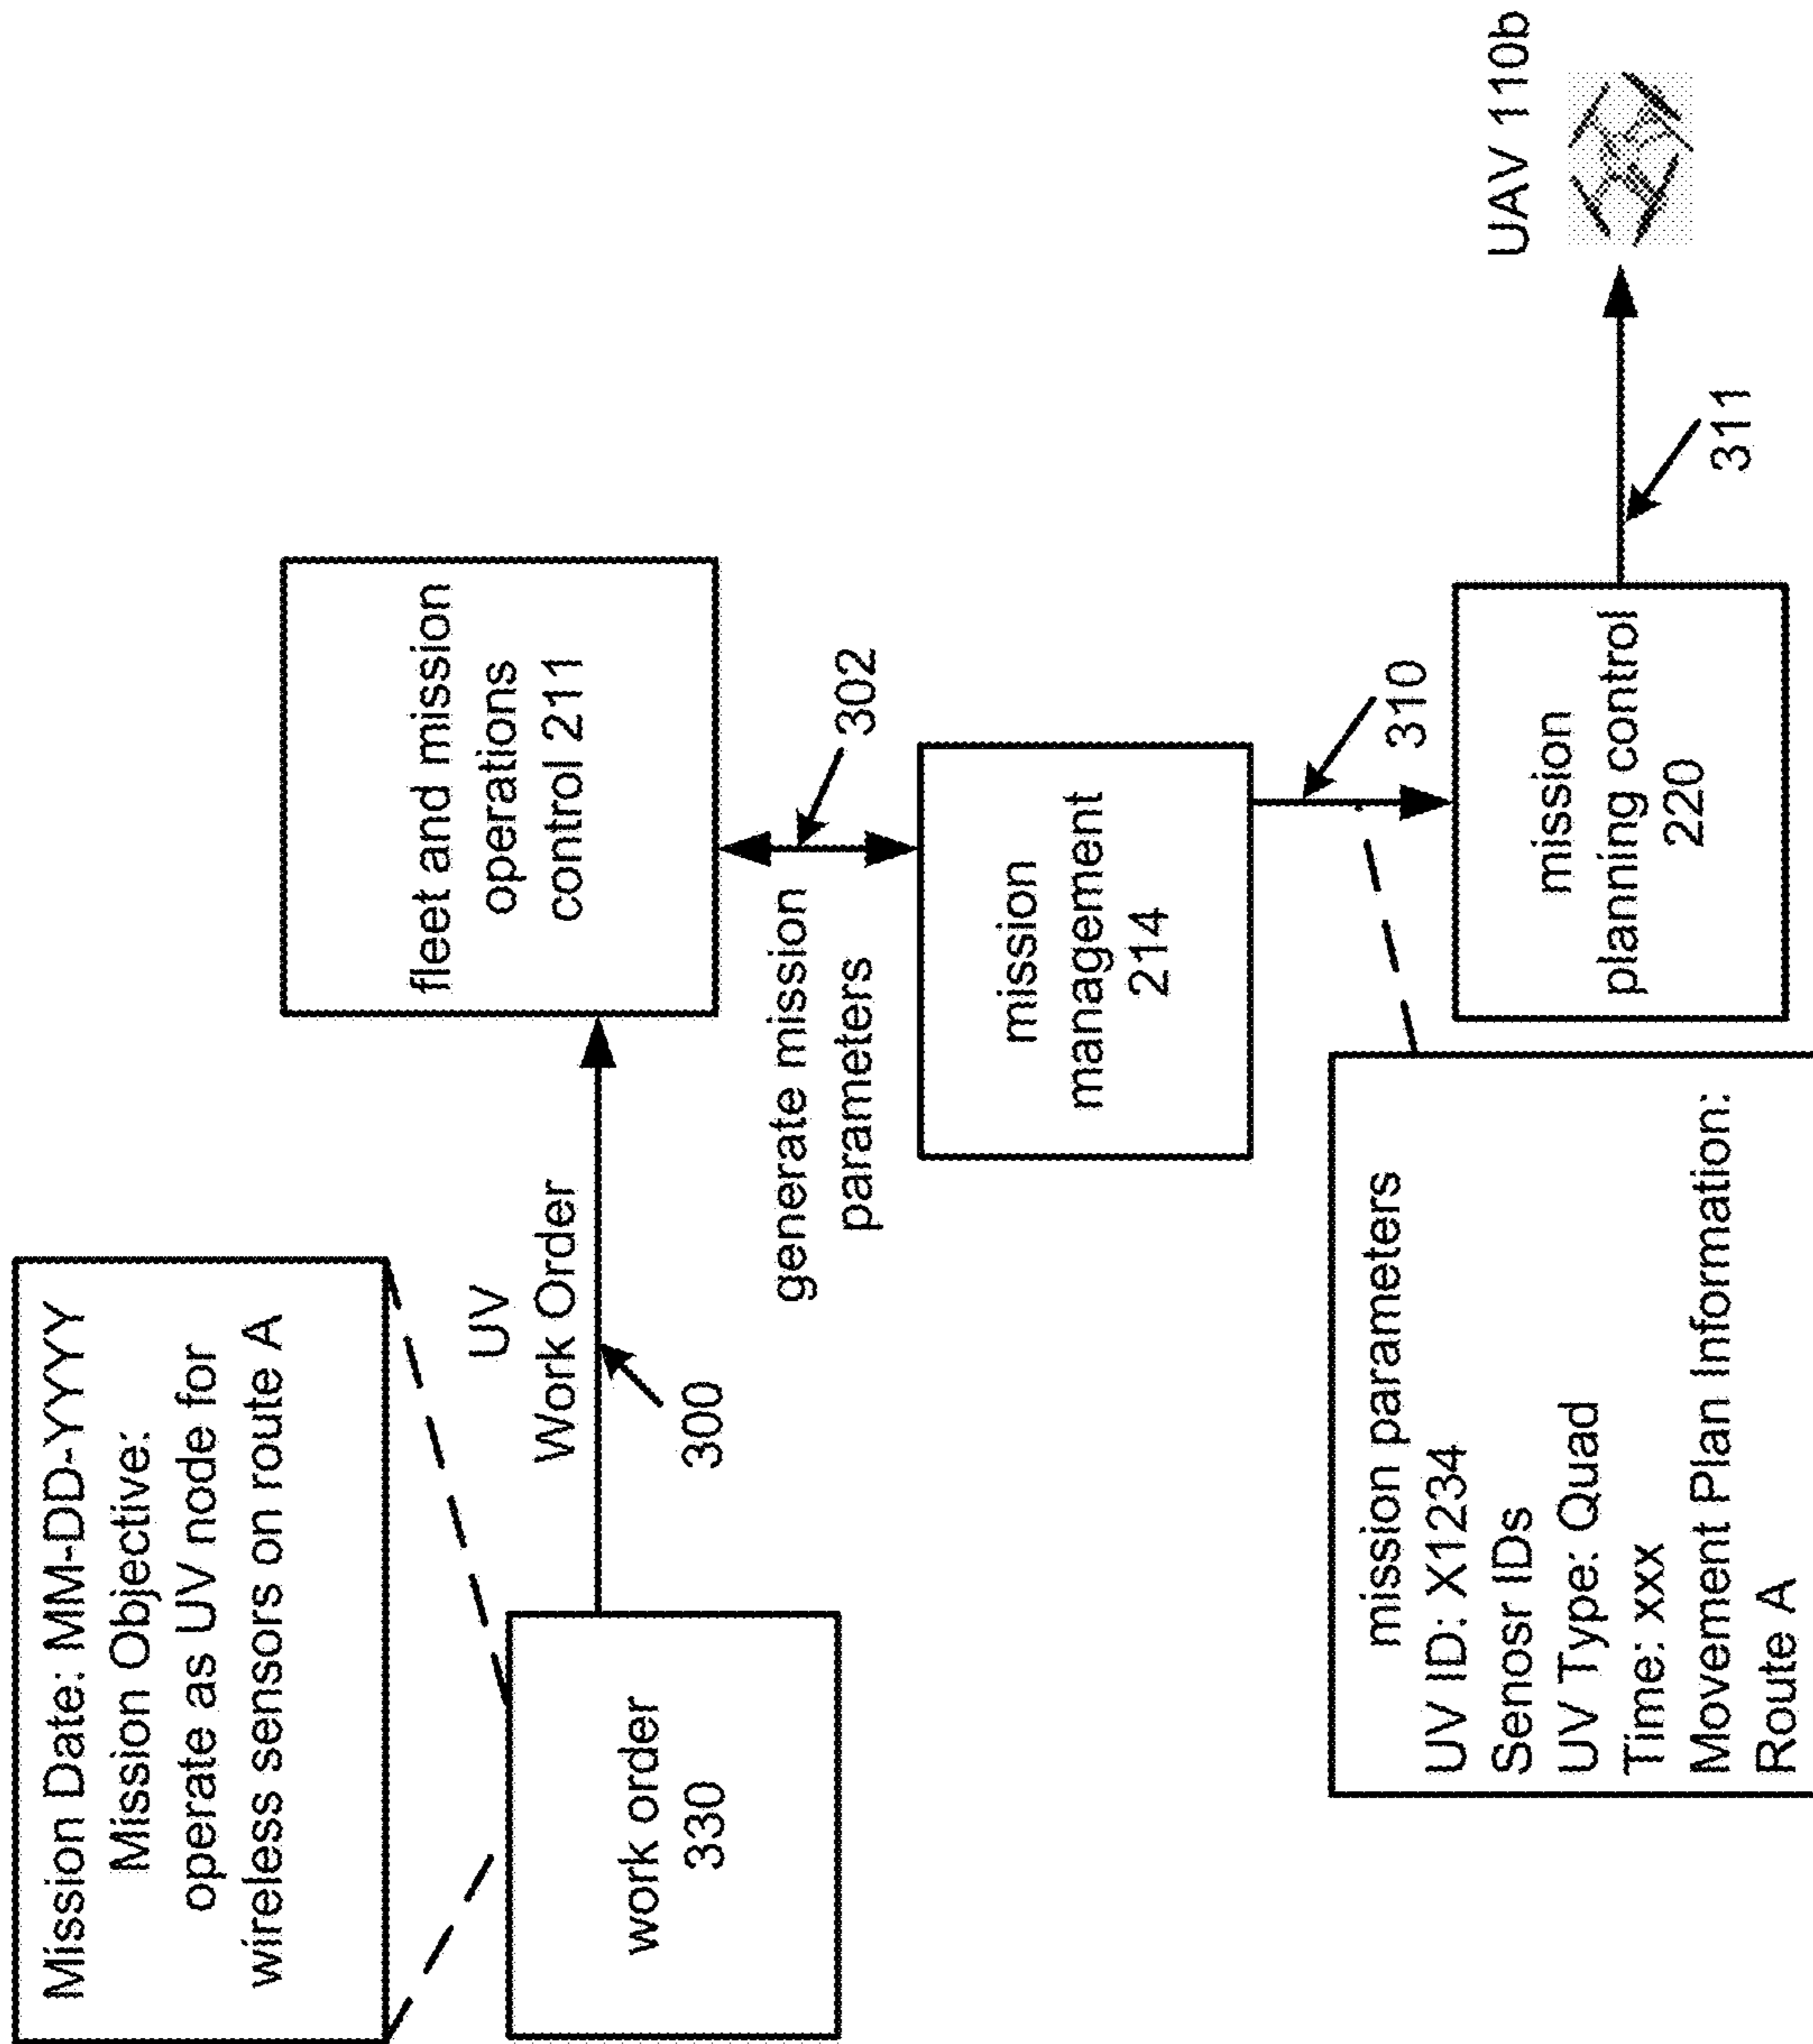 Mission Date: MM-DD-YYYY
Mission Objective:
operate as UV node for
wireless sensors on route A
work order
330
UV
Work Order
300
fleet and mission
operations
control 211
generate mission
parameters
302
mission
management
214
310
mission parameters
UV ID: X1234
Senosr IDs
UV Type: Quad
Time: xxx
Movement Plan Information:
Route A
mission
planning control
220
311
UAV 110b